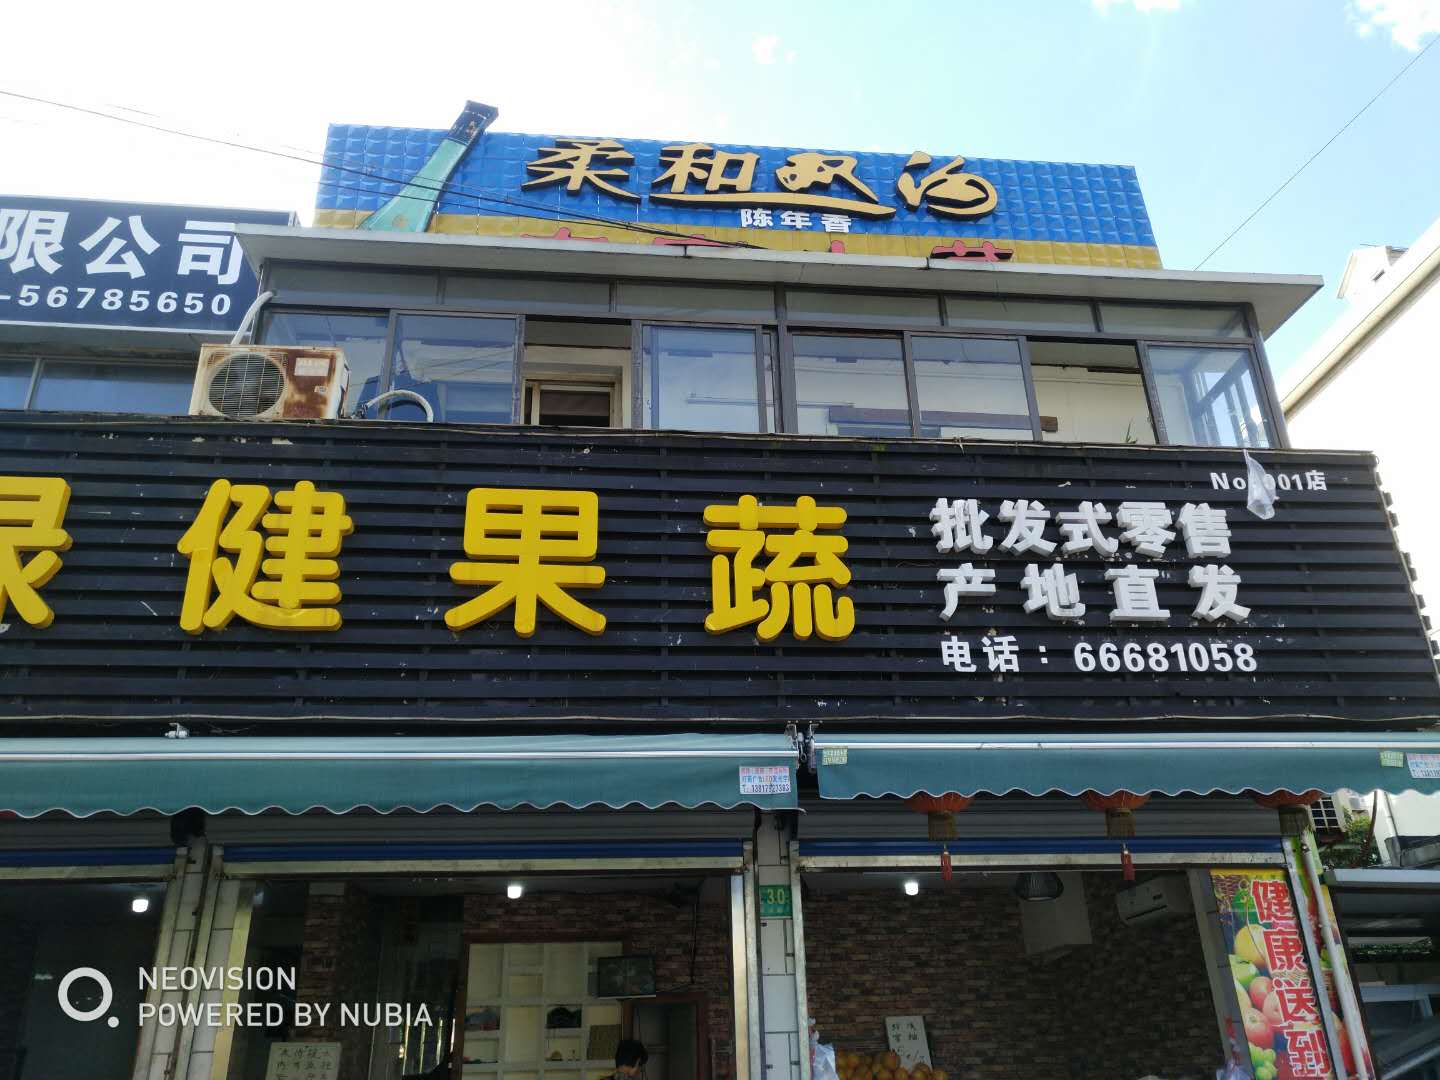 柔和双沟
陈年香
限公司
-56785650
No.001店
绿健果蔬
批发式零售
产地直发
电话：66681058
30
健康送到
NEOVISION
POWERED BY NUBIA